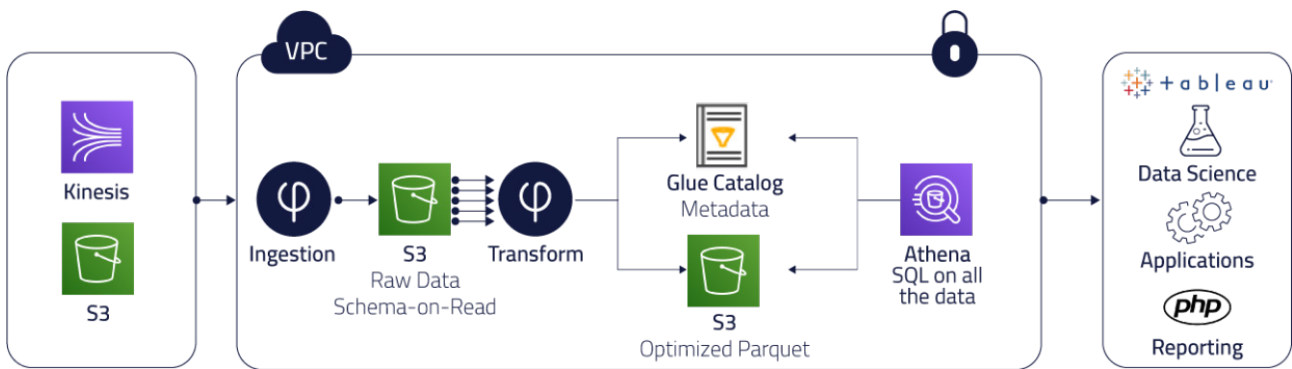 VPC
Kinesis
S3
Ingestion
S3
Raw Data
Schema-on-Read
Transform
Glue Catalog
Metadata
S3
Optimized Parquet
Athena
SQL on all
the data
+ableau
Data Science
Applications
php
Reporting